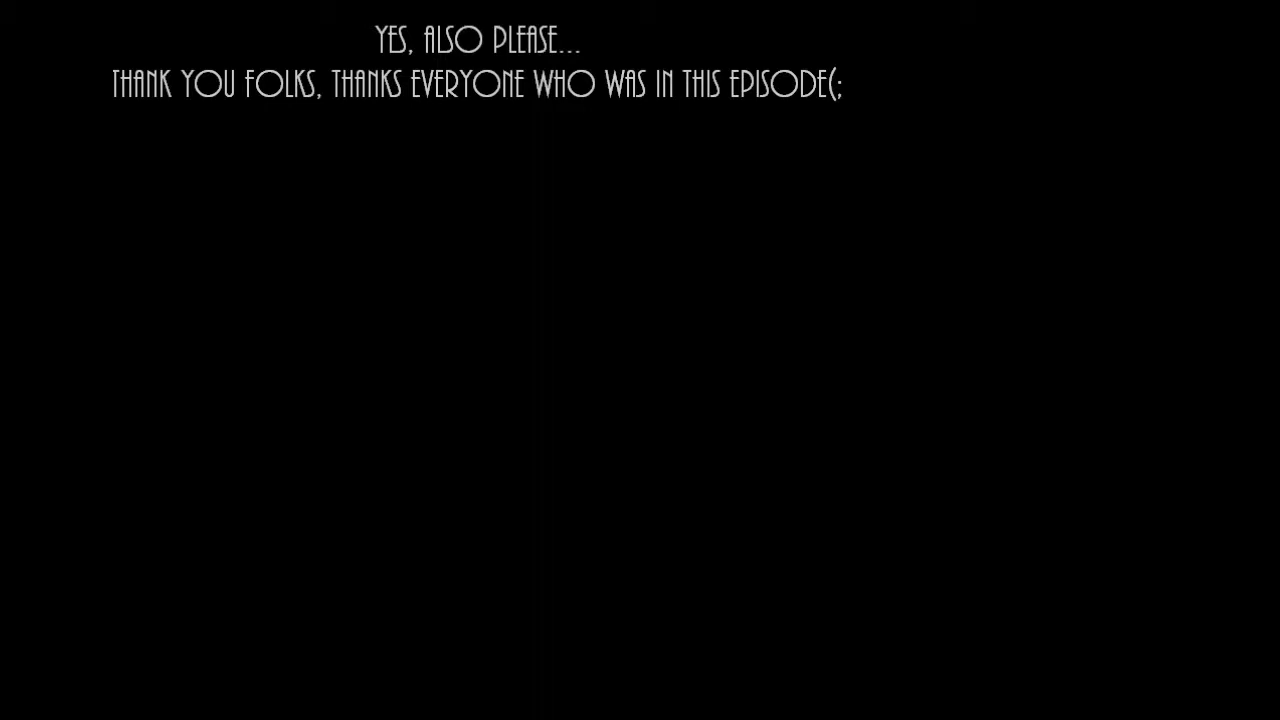 YES, ALSO PLEASE...
THANK YOU FOLKS, THANKS EVERYONE WHO WAS IN THIS EPISODE(;